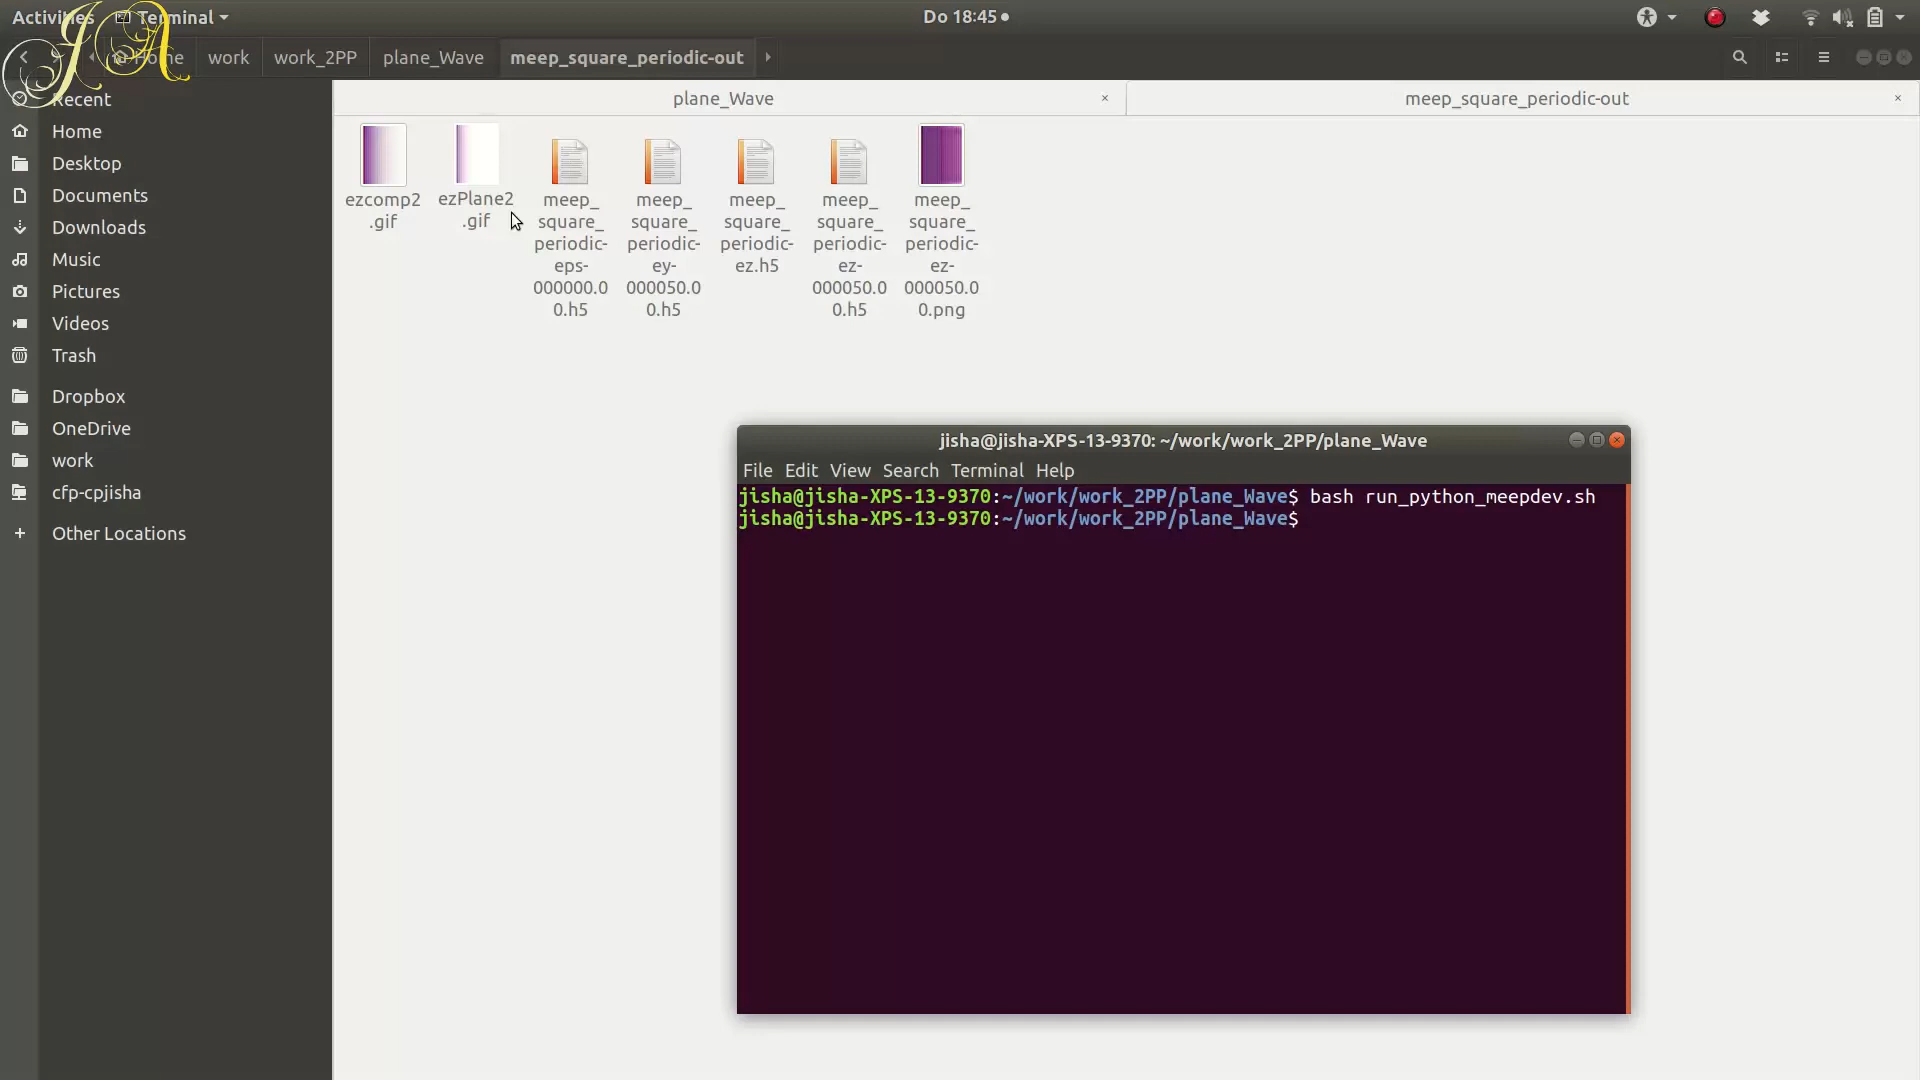 Activities Terminal Do 18:45
Home work work_2PP plane_Wave meep_square_periodic-out
JA
Recent
Home
Desktop
Documents
Downloads
Music
Pictures
Videos
Trash
Dropbox
OneDrive
work
cfp-cpjisha
Other Locations
plane_Wave
meep_square_periodic-out
ezcomp2
.gif
ezPlane2
.gif
meep_
square_
periodic-
eps-
000000.0
0.h5
meep_
square_
periodic-
ey-
000050.0
0.h5
meep_
square_
periodic-
ez.h5
meep_
square_
periodic-
ez-
000050.0
0.h5
meep_
square_
periodic-
ez-
000050.0
0.png
jisha@jisha-XPS-13-9370: ~/work/work_2PP/plane_Wave
File Edit View Search Terminal Help
jisha@jisha-XPS-13-9370:~/work/work_2PP/plane_Wave$ bash run_python_meepdev.sh
jisha@jisha-XPS-13-9370:~/work/work_2PP/plane_Wave$